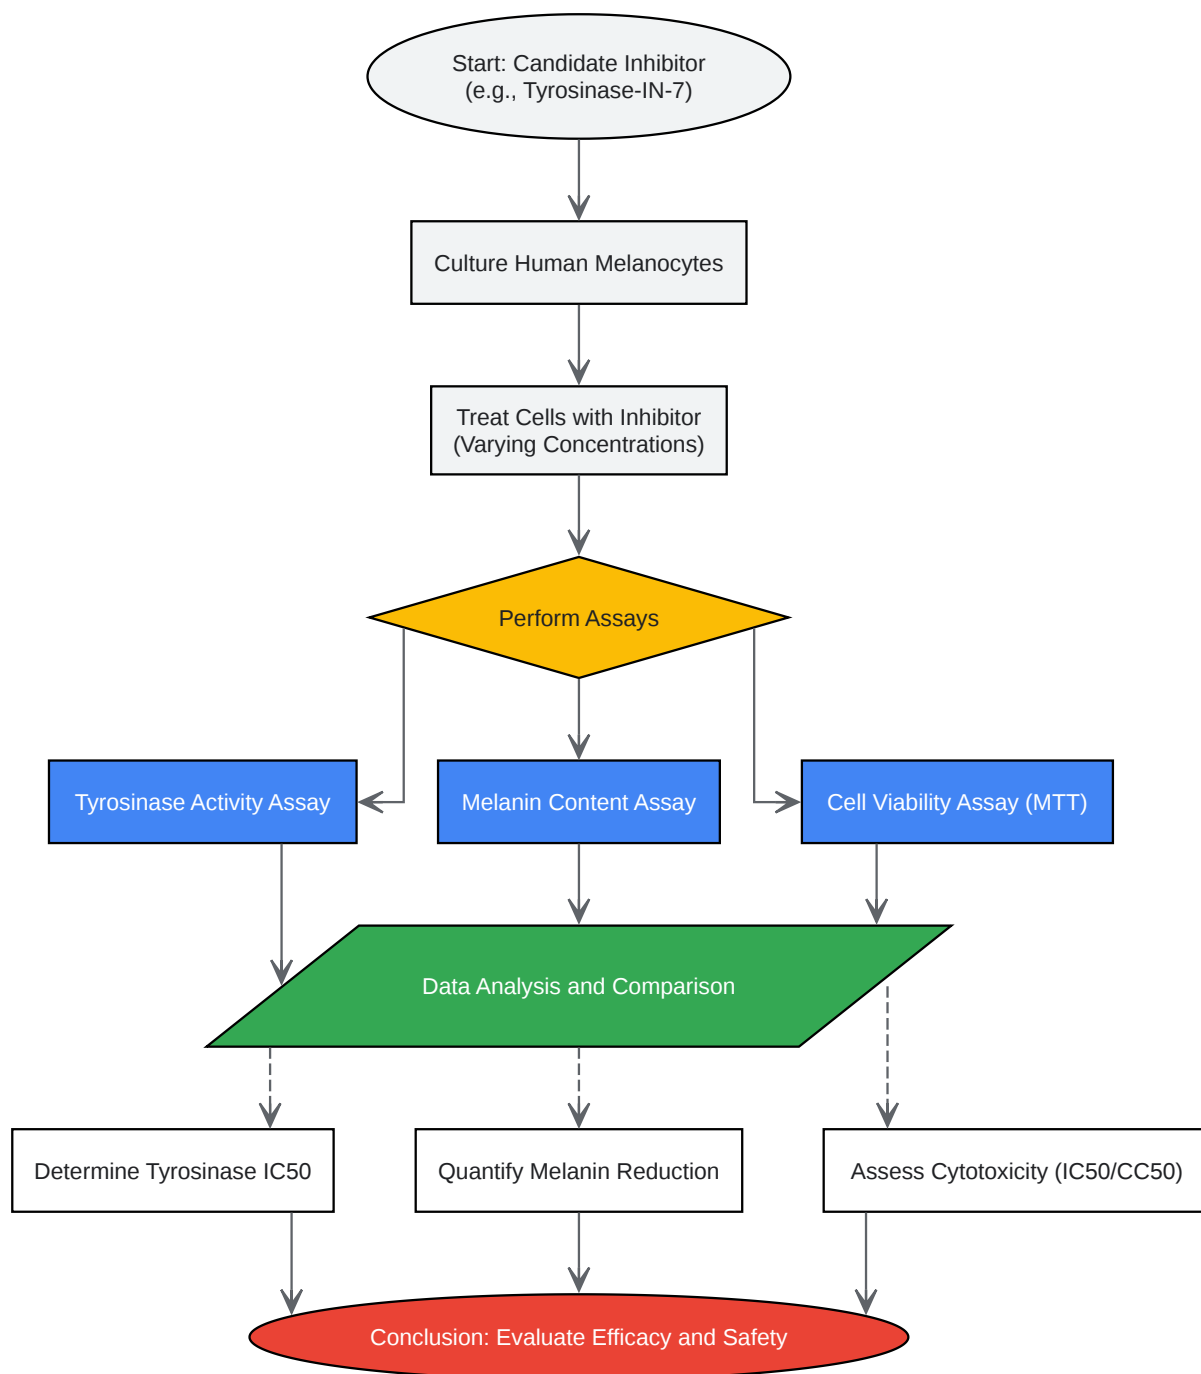 Start: Candidate Inhibitor
(e.g., Tyrosinase-IN-7)
Culture Human Melanocytes
Treat Cells with Inhibitor
(Varying Concentrations)
Perform Assays
Tyrosinase Activity Assay
Melanin Content Assay
Cell Viability Assay (MTT)
Data Analysis and Comparison
Determine Tyrosinase IC50
Quantify Melanin Reduction
Assess Cytotoxicity (IC50/CC50)
Conclusion: Evaluate Efficacy and Safety